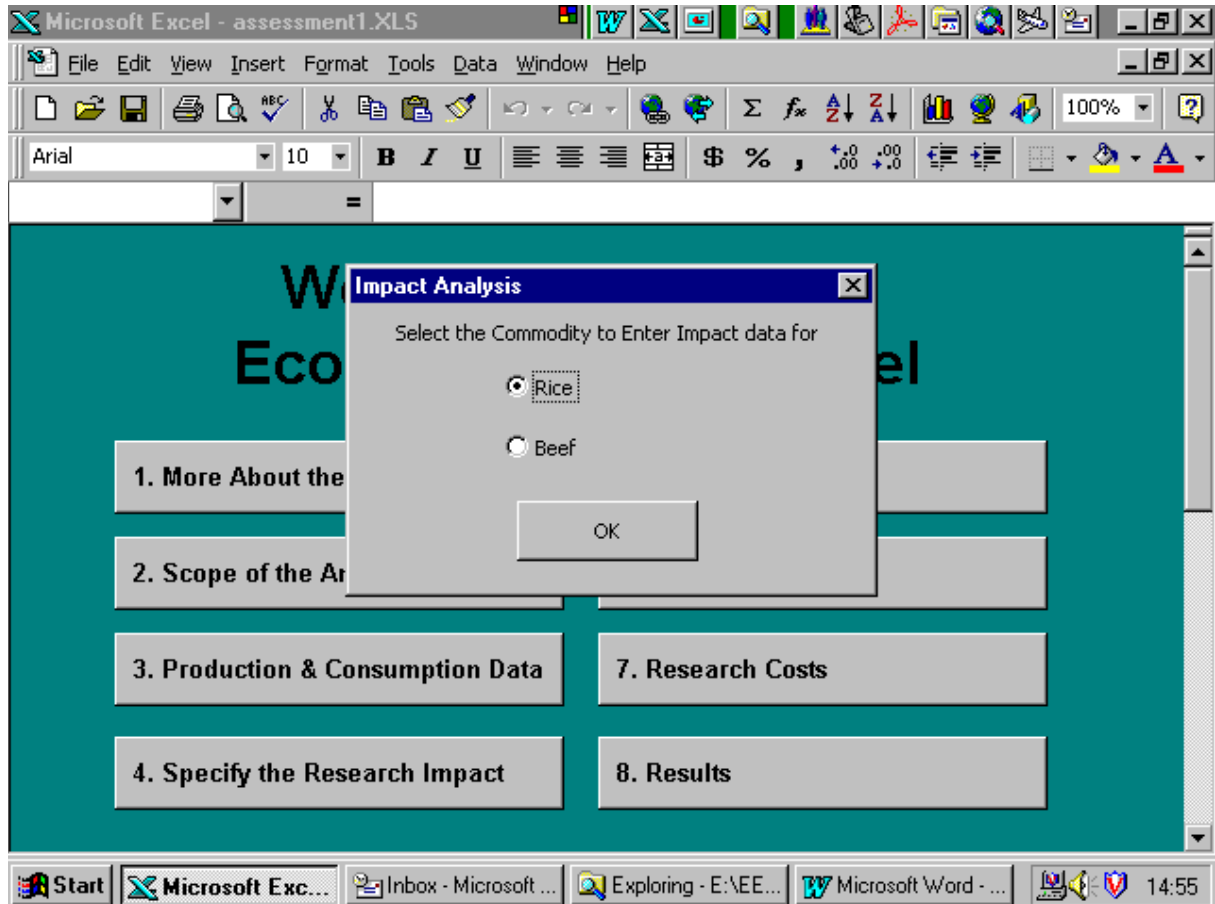 Microsoft Excel - assessment1.XLS
File Edit View Insert Format Tools Data Window Help
100%
Arial 10 B I U $ % ,
=
Impact Analysis
Select the Commodity to Enter Impact data for
Rice
Beef
OK
1. More About the
2. Scope of the
3. Production & Consumption Data
7. Research Costs
4. Specify the Research Impact
8. Results
Start Microsoft Exc... Inbox - Microsoft ... Exploring - E:\EE... Microsoft Word - ... 14:55